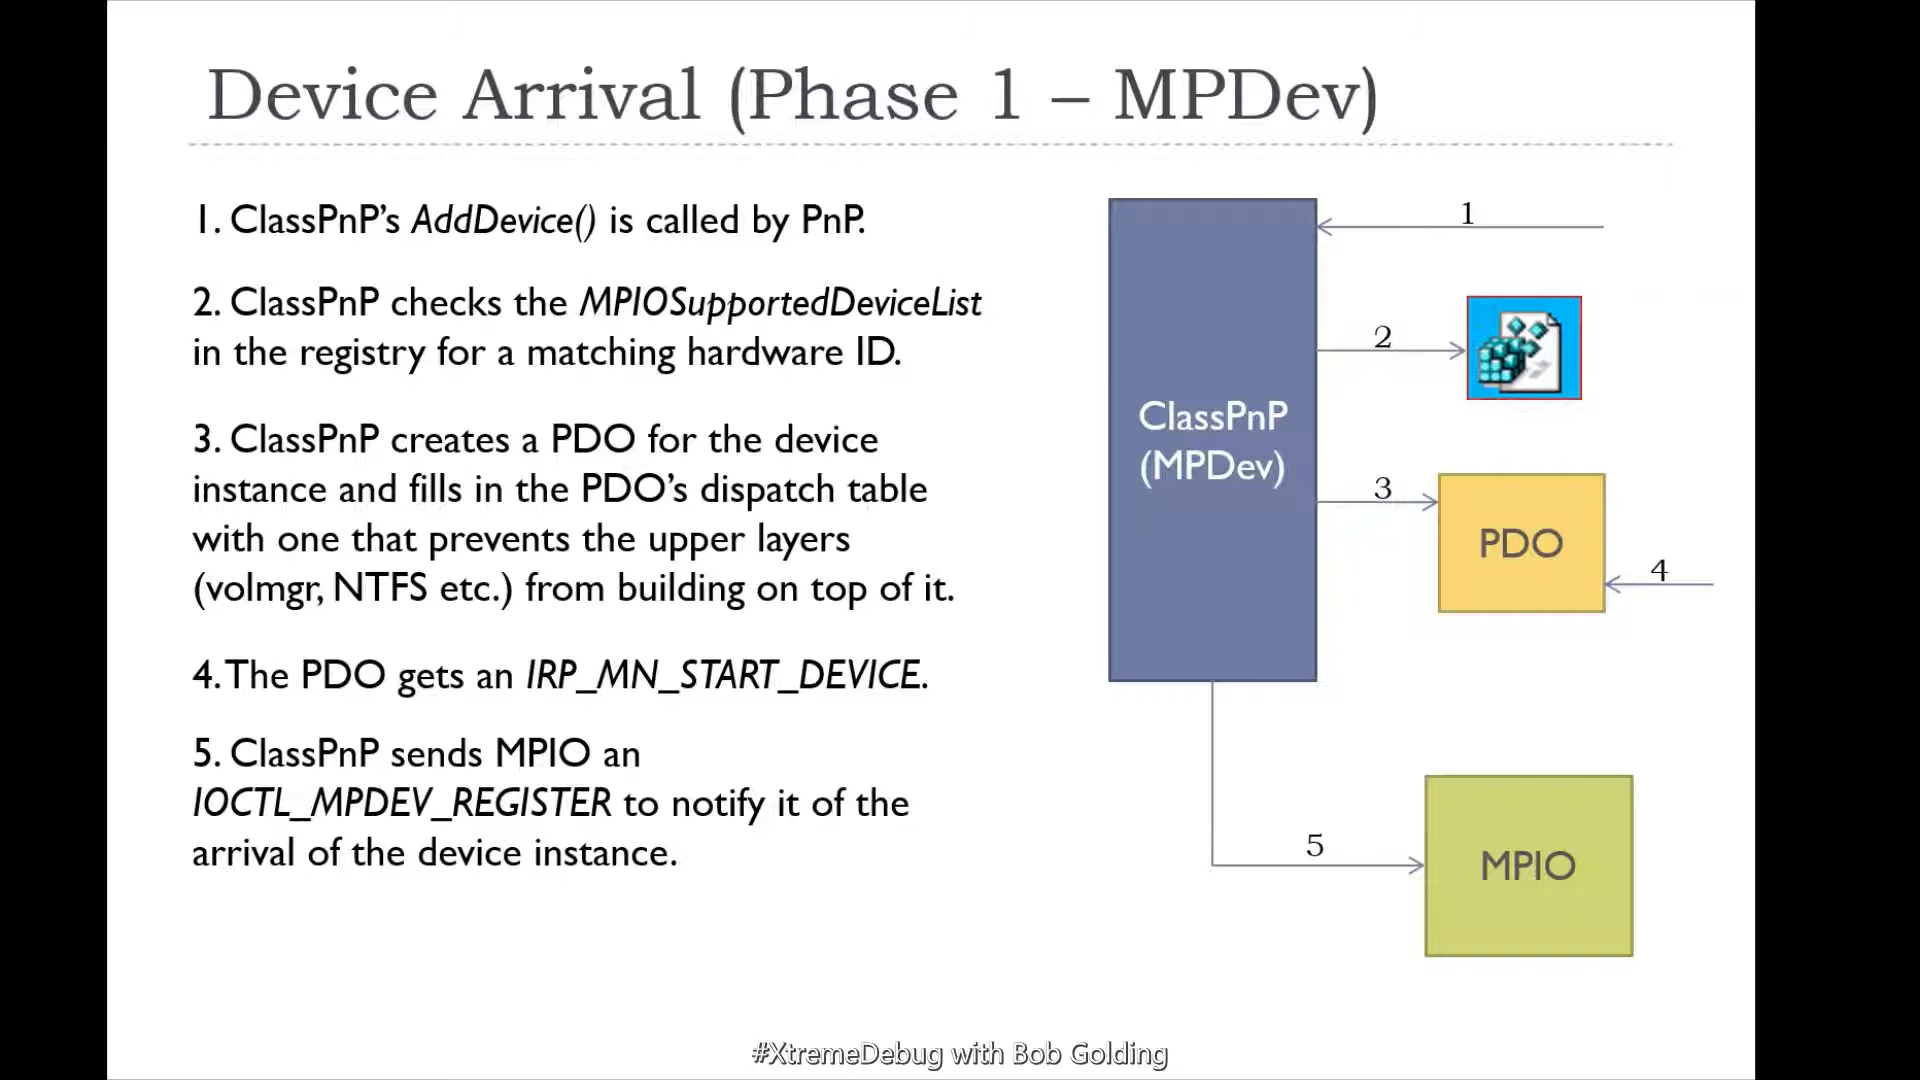 Device Arrival (Phase 1 – MPDev)
1. ClassPnP’s AddDevice() is called by PnP.
2. ClassPnP checks the MPIOSupportedDeviceList
in the registry for a matching hardware ID.
3. ClassPnP creates a PDO for the device
instance and fills in the PDO’s dispatch table
with one that prevents the upper layers
(volmgr, NTFS etc.) from building on top of it.
4. The PDO gets an IRP_MN_START_DEVICE.
5. ClassPnP sends MPIO an
IOCTL_MPDEV_REGISTER to notify it of the
arrival of the device instance.
1
2
ClassPnP
(MPDev)
3
PDO
4
5
MPIO
#XtremeDebug with Bob Golding